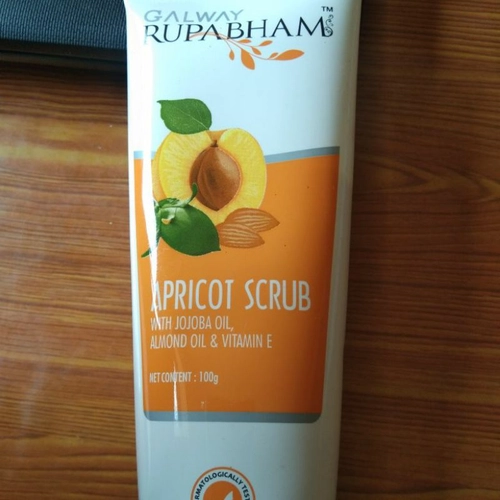 GALWAY
RUPABHAM™
APRICOT SCRUB
WITH JOJOBA OIL,
ALMOND OIL & VITAMIN E
NET CONTENT : 100g